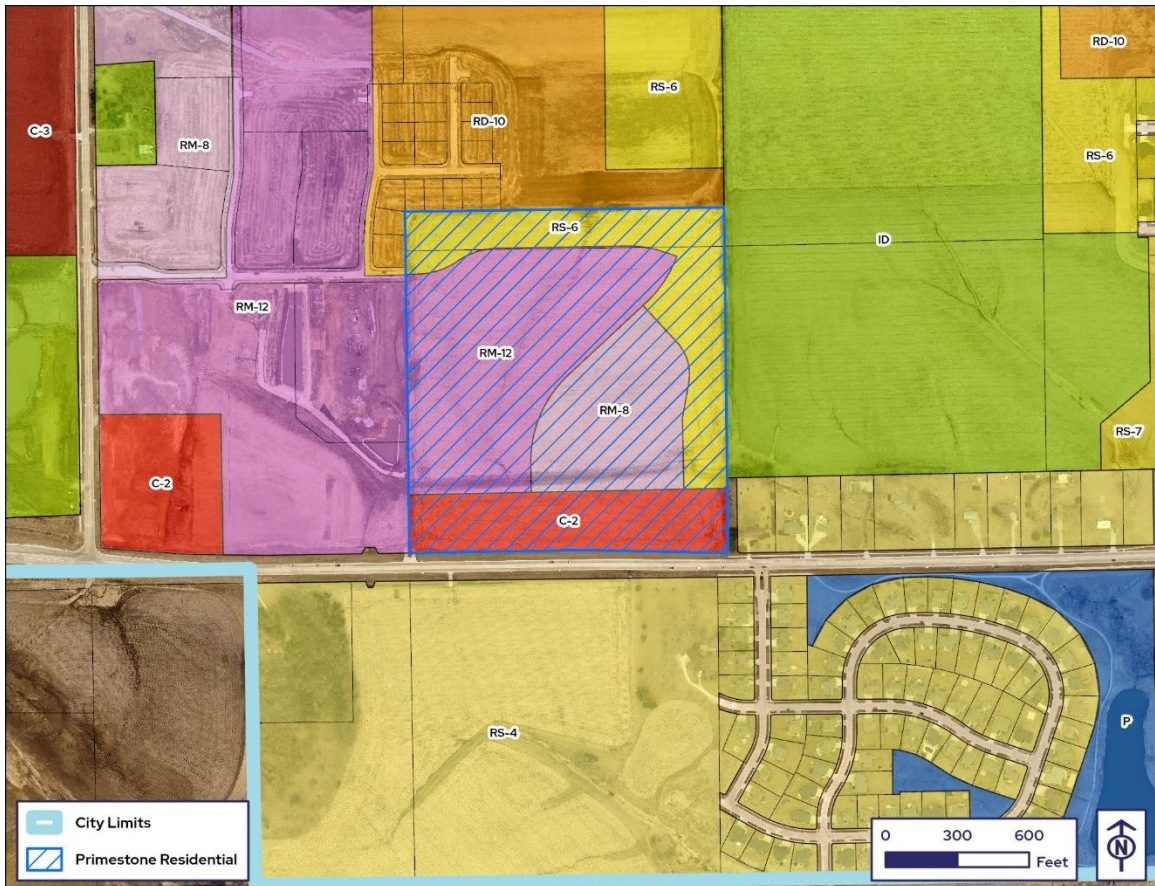 RD-10
C-3
RS-6
RM-8
RD-10
RS-6
RS-6
ID
RM-12
RM-12
RM-8
RS-7
C-2
C-2
RS-4
P
City Limits
Primestone Residential
0 300 600
Feet
N